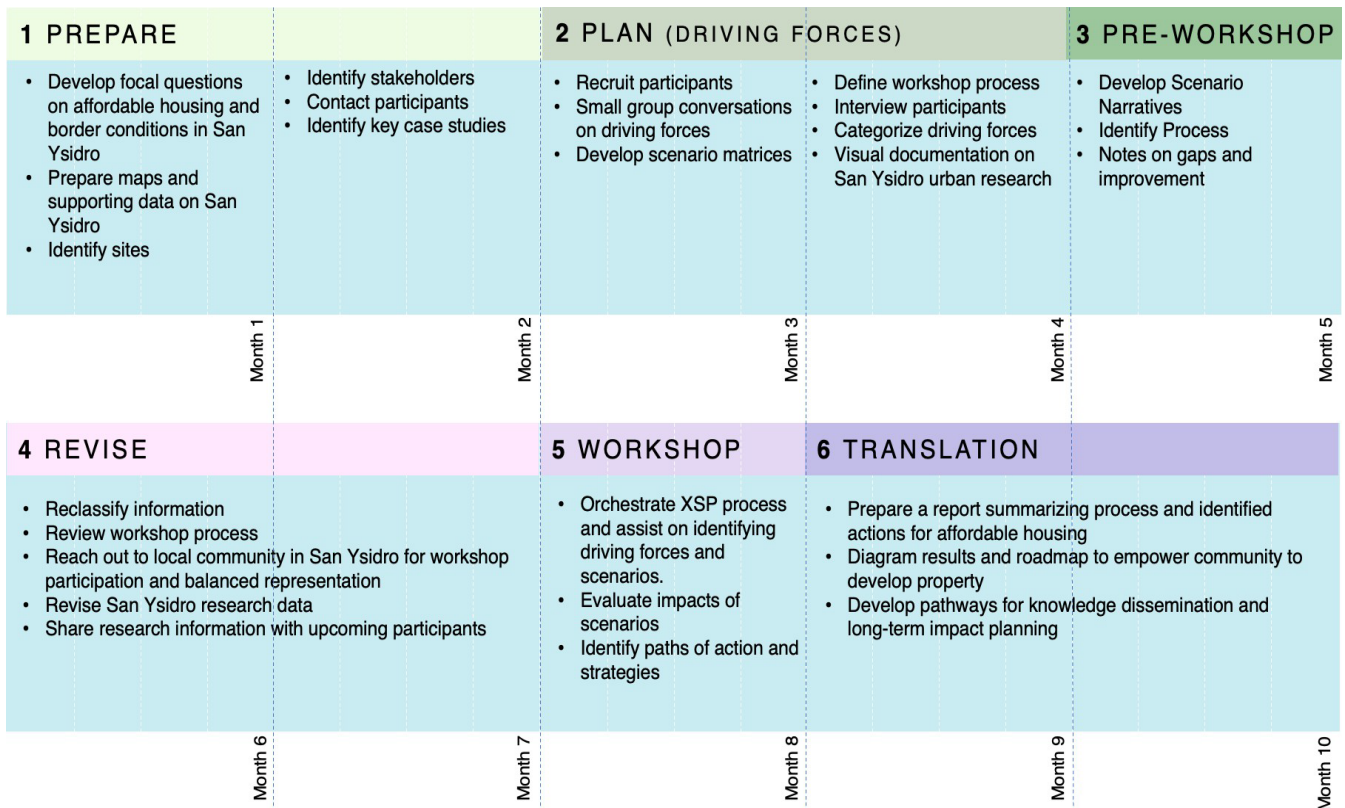 1 PREPARE
• Develop focal questions
on affordable housing and
border conditions in San
Ysidro
• Prepare maps and
supporting data on San
Ysidro
• Identify sites
• Identify stakeholders
• Contact participants
• Identify key case studies
2 PLAN (DRIVING FORCES)
• Recruit participants
• Small group conversations
on driving forces
• Develop scenario matrices
• Define workshop process
• Interview participants
• Categorize driving forces
• Visual documentation on
San Ysidro urban research
3 PRE-WORKSHOP
• Develop Scenario
Narratives
• Identify Process
• Notes on gaps and
improvement
Month 1
Month 2
Month 3
Month 4
Month 5
4 REVISE
• Reclassify information
• Review workshop process
• Reach out to local community in San Ysidro for workshop
participation and balanced representation
• Revise San Ysidro research data
• Share research information with upcoming participants
5 WORKSHOP
• Orchestrate XSP process
and assist on identifying
driving forces and
scenarios.
• Evaluate impacts of
scenarios
• Identify paths of action and
strategies
6 TRANSLATION
• Prepare a report summarizing process and identified
actions for affordable housing
• Diagram results and roadmap to empower community to
develop property
• Develop pathways for knowledge dissemination and
long-term impact planning
Month 6
Month 7
Month 8
Month 9
Month 10